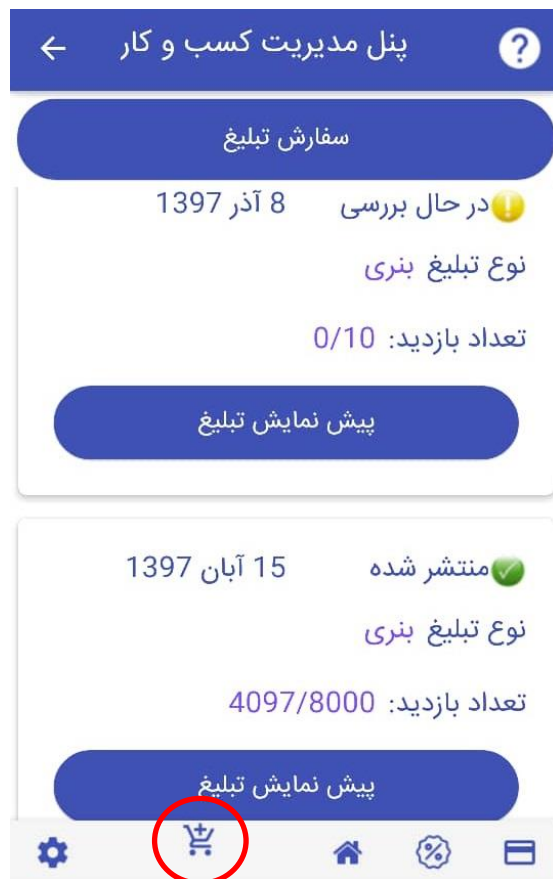 پنل مدیریت کسب و کار
سفارش تبلیغ
در حال بررسی 8 آذر 1397
نوع تبلیغ بنری
تعداد بازدید: 0/10
پیش نمایش تبلیغ
منتشر شده 15 آبان 1397
نوع تبلیغ بنری
تعداد بازدید: 4097/8000
پیش نمایش تبلیغ